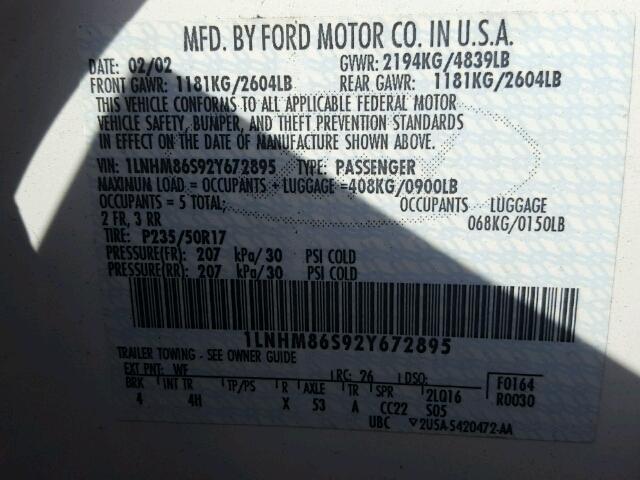 MFD. BY FORD MOTOR CO. IN U.S.A.
DATE: 02/02 GVWR: 2194KG/4839LB
FRONT GAWR: 1181KG/2604LB REAR GAWR: 1181KG/2604LB
THIS VEHICLE CONFORMS TO ALL APPLICABLE FEDERAL MOTOR
VEHICLE SAFETY, BUMPER, AND THEFT PREVENTION STANDARDS
IN EFFECT ON THE DATE OF MANUFACTURE SHOWN ABOVE.
VIN: 1LNHM86S92Y672895 TYPE: PASSENGER
MAXIMUM LOAD = OCCUPANTS + LUGGAGE =408KG/0900LB
OCCUPANTS = 5 TOTAL; OCCUPANTS LUGGAGE
2 FR, 3 RR 068KG/0150LB
TIRE: P235/50R17
PRESSURE(FR): 207 kPa/30 PSI COLD
PRESSURE(RR): 207 kPa/30 PSI COLD
1LNHM86S92Y672895
TRAILER TOWING - SEE OWNER GUIDE
EXT PNT: WF RC: 26 DSO: F0164
BRK INT TR TP/PS R AXLE TR SPR 2LQ16 R0030
4 4H X 53 A CC22 S05
UBC 2USA-5420472-AA